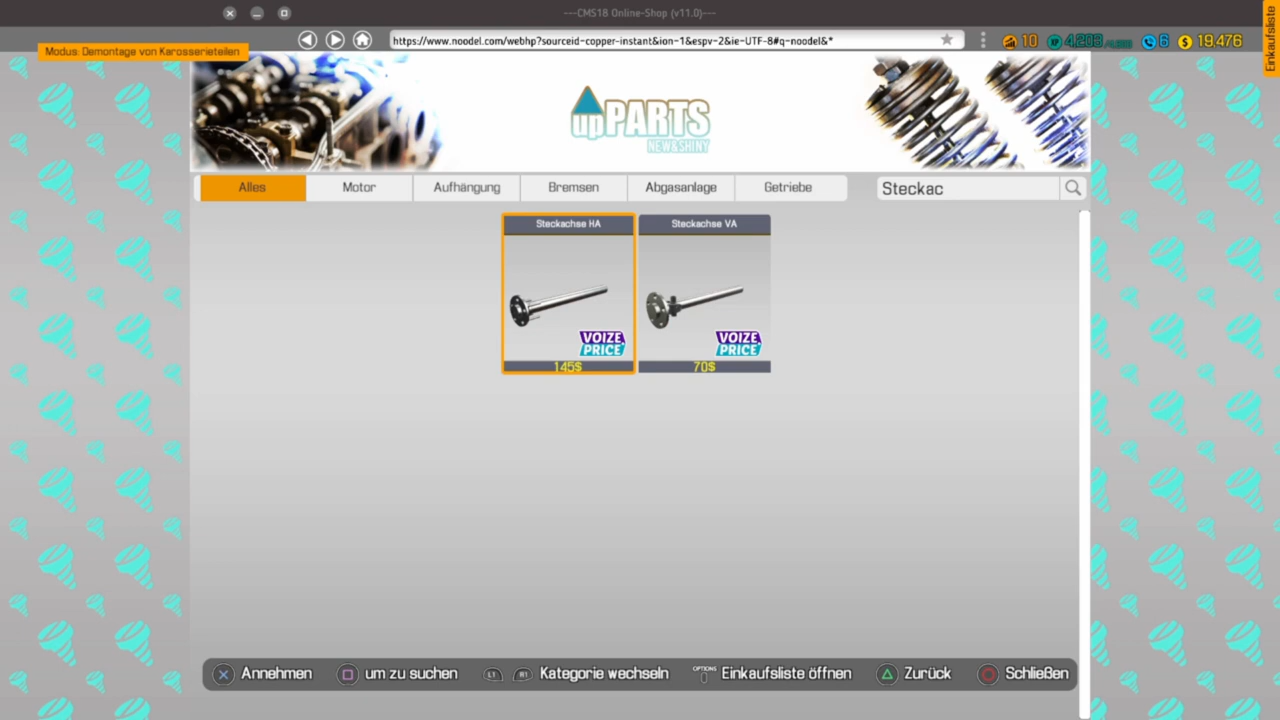 ---CMS18 Online-Shop (v11.0)---
Einkaufsliste
https://www.noodel.com/webhp?sourceid-copper-instant&ion-1&espv-2&ie-UTF-8#q-noodel&*
10
4,203
6
$ 19,476
Modus: Demontage von Karosserieteilen
upPARTS
NEW&SHINY
Alles
Motor
Aufhängung
Bremsen
Abgasanlage
Getriebe
Steckac
Steckachse HA
Steckachse VA
VOIZE
PRICE
VOIZE
PRICE
145$
70$
Annehmen
um zu suchen
L1
R1
Kategorie wechseln
OPTIONS
Einkaufsliste öffnen
Zurück
Schließen